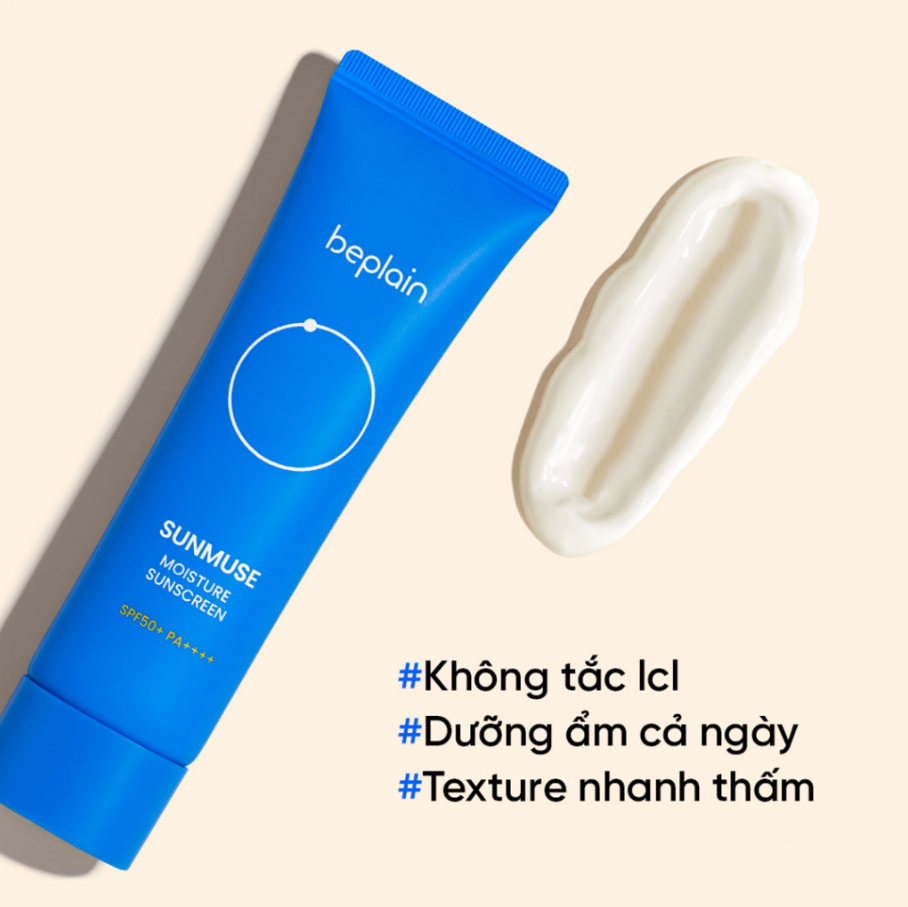 beplain
SUNMUSE
MOISTURE
SUNSCREEN
SPF50+ PA++++
#Không tắc lcl
#Dưỡng ẩm cả ngày
#Texture nhanh thấm